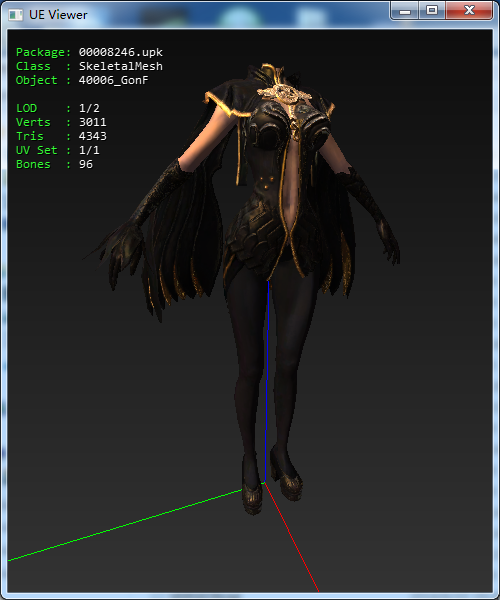 UE Viewer
Package: 00008246.upk
Class : SkeletalMesh
Object : 40006_GonF
LOD : 1/2
Verts : 3011
Tris : 4343
UV Set : 1/1
Bones : 96